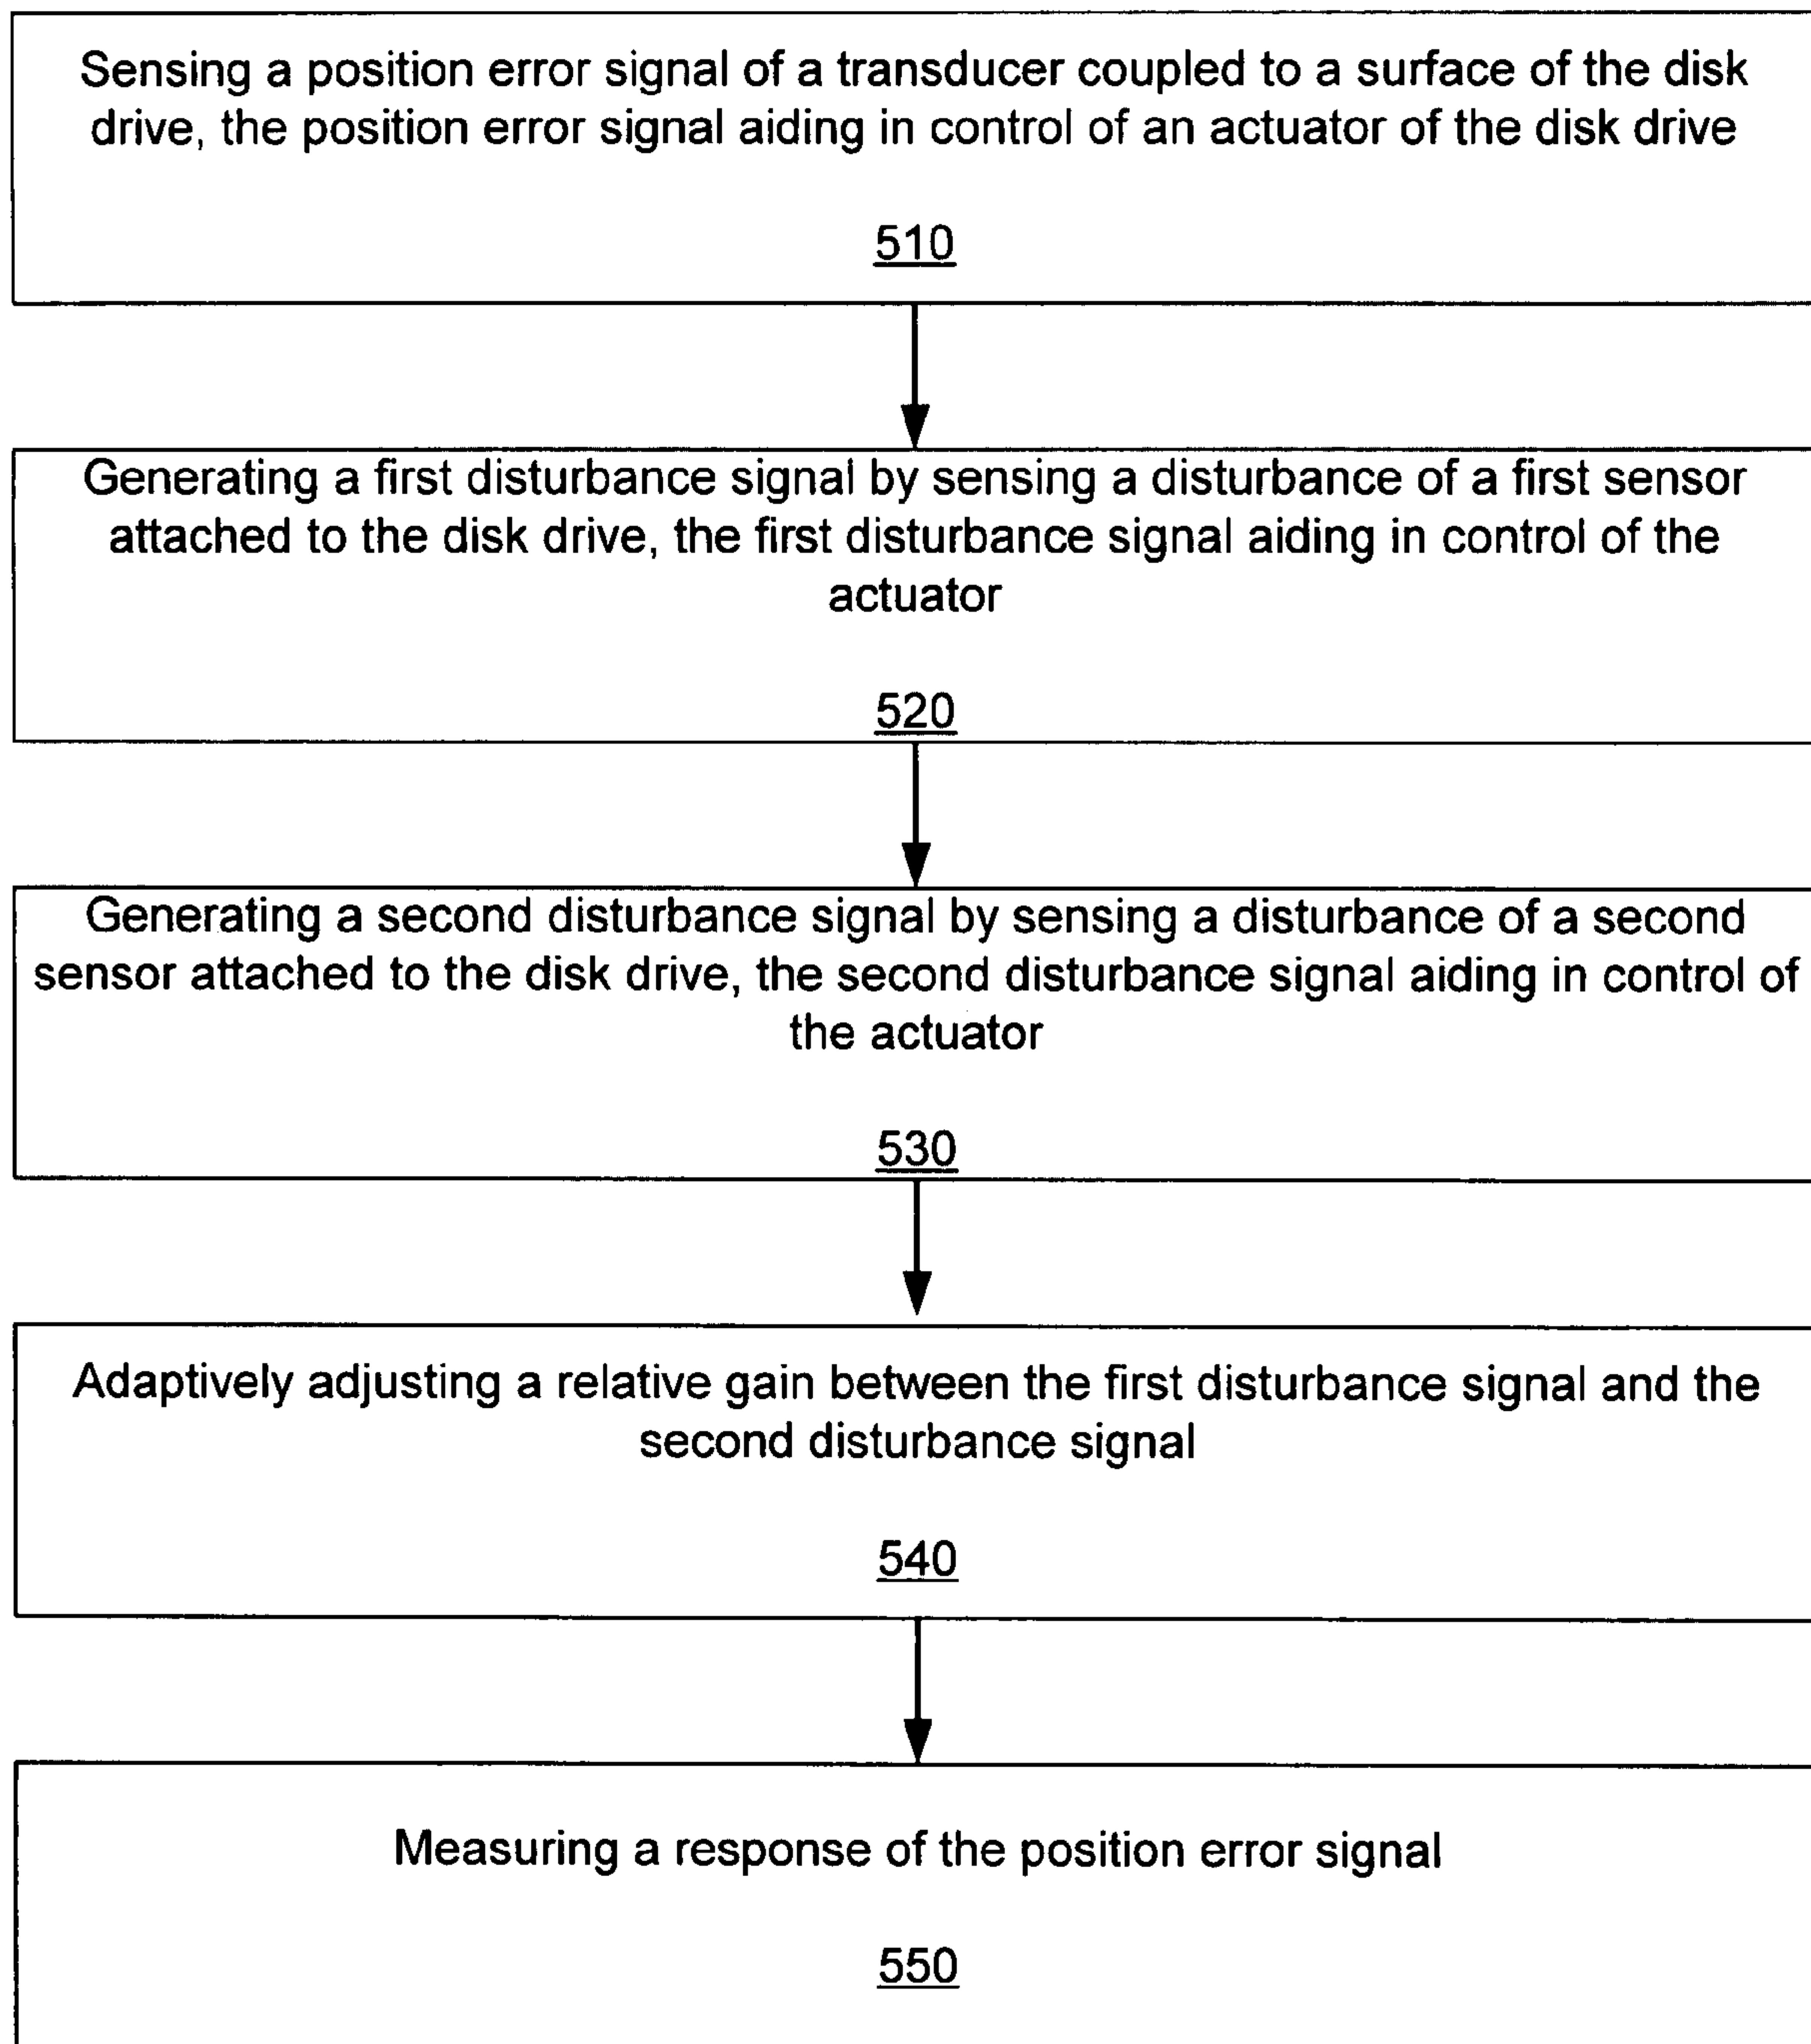 Sensing a position error signal of a transducer coupled to a surface of the disk
drive, the position error signal aiding in control of an actuator of the disk drive
510
Generating a first disturbance signal by sensing a disturbance of a first sensor
attached to the disk drive, the first disturbance signal aiding in control of the
actuator
520
Generating a second disturbance signal by sensing a disturbance of a second
sensor attached to the disk drive, the second disturbance signal aiding in control of
the actuator
530
Adaptively adjusting a relative gain between the first disturbance signal and the
second disturbance signal
540
Measuring a response of the position error signal
550